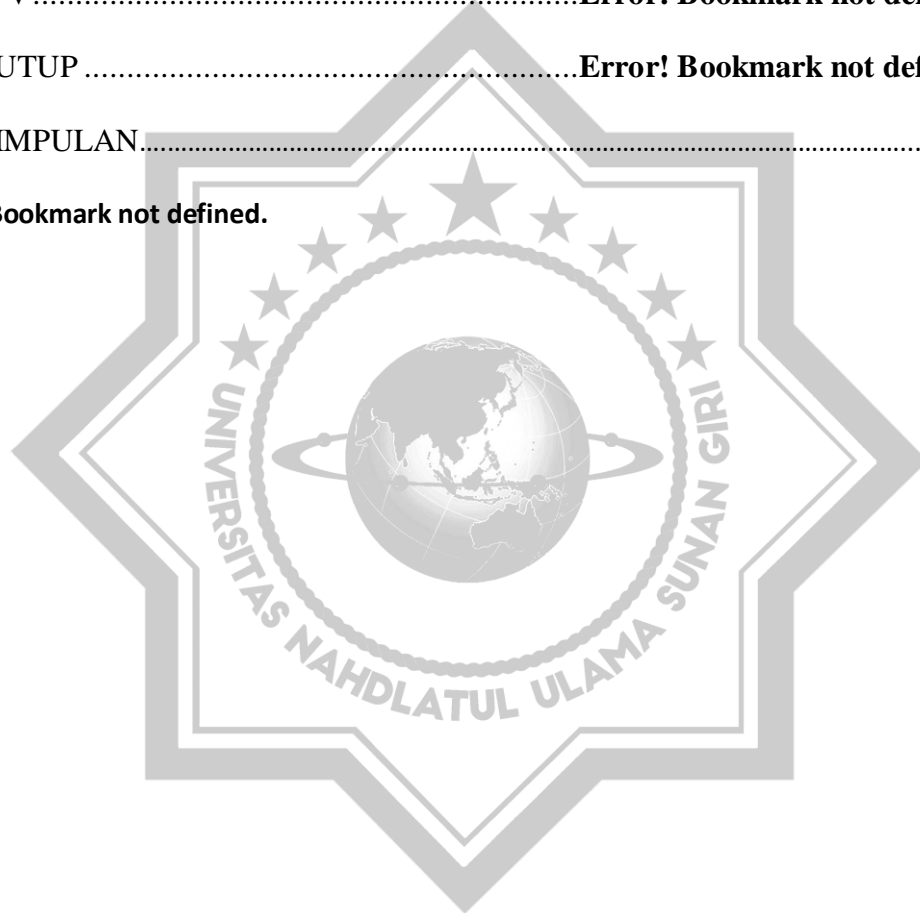 V..................................................................Error! Bookmark not def
UTUP ..........................................................Error! Bookmark not def
IMPULAN.........................................................................................................
Bookmark not defined.
UNIVERSITAS NAHDLATUL ULAMA SUNAN GIRI